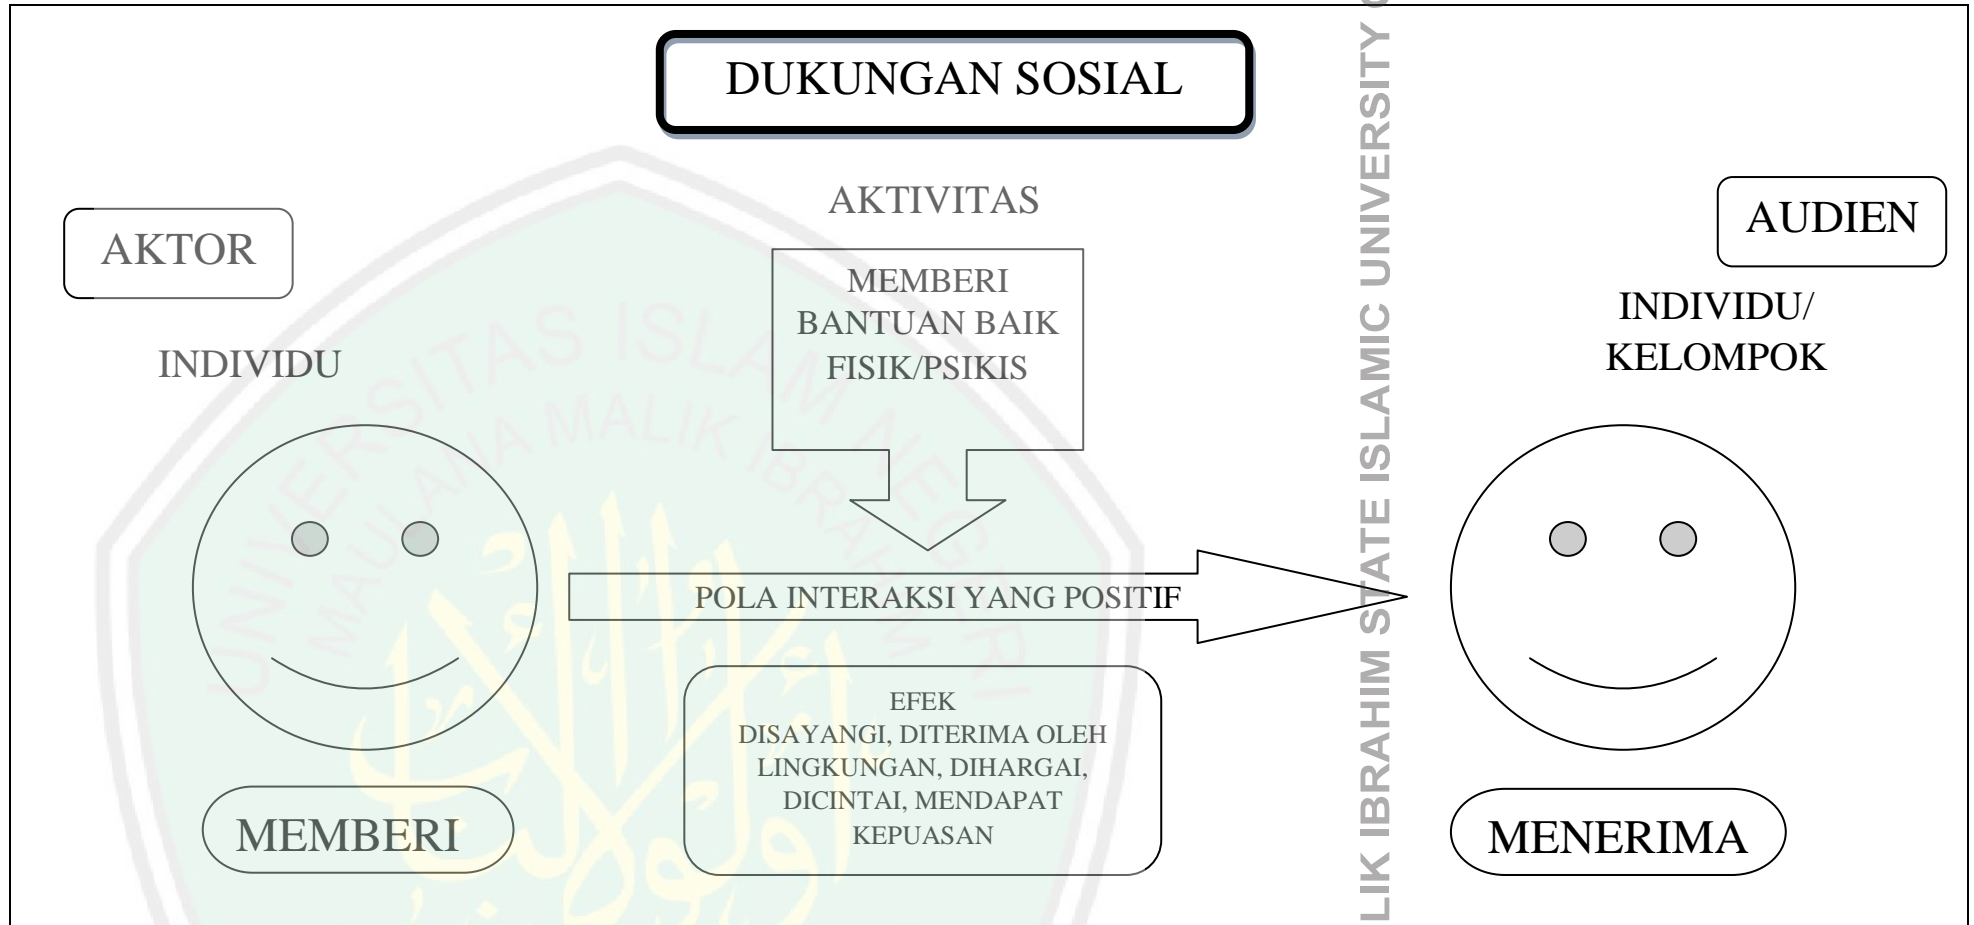 DUKUNGAN SOSIAL
AKTOR
INDIVIDU
MEMBERI
AKTIVITAS
MEMBERI
BANTUAN BAIK
FISIK/PSIKIS
POLA INTERAKSI YANG POSITIF
EFEK
DISAYANGI, DITERIMA OLEH
LINGKUNGAN, DIHARGAI,
DICINTAI, MENDAPAT
KEPUASAN
AUDIEN
INDIVIDU/
KELOMPOK
MENERIMA
UNIVERSITAS ISLAM NEGERI
MAULANA MALIK IBRAHIM
LIK IBRAHIM STATE ISLAMIC UNIVERSITY